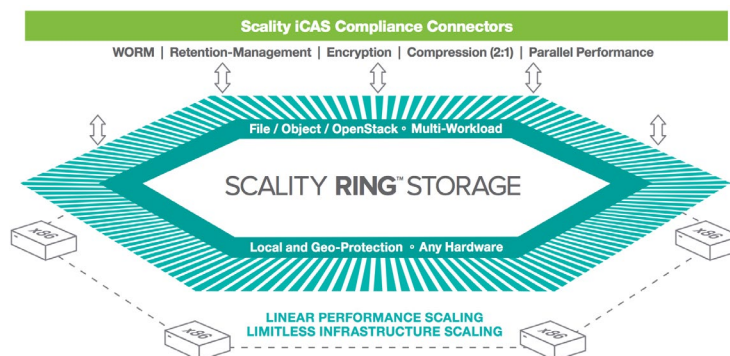 Scality iCAS Compliance Connectors
WORM | Retention-Management | Encryption | Compression (2:1) | Parallel Performance
File / Object / OpenStack ∘ Multi-Workload
SCALITY RING™ STORAGE
Local and Geo-Protection ∘ Any Hardware
x86
x86
LINEAR PERFORMANCE SCALING
LIMITLESS INFRASTRUCTURE SCALING
x86
x86